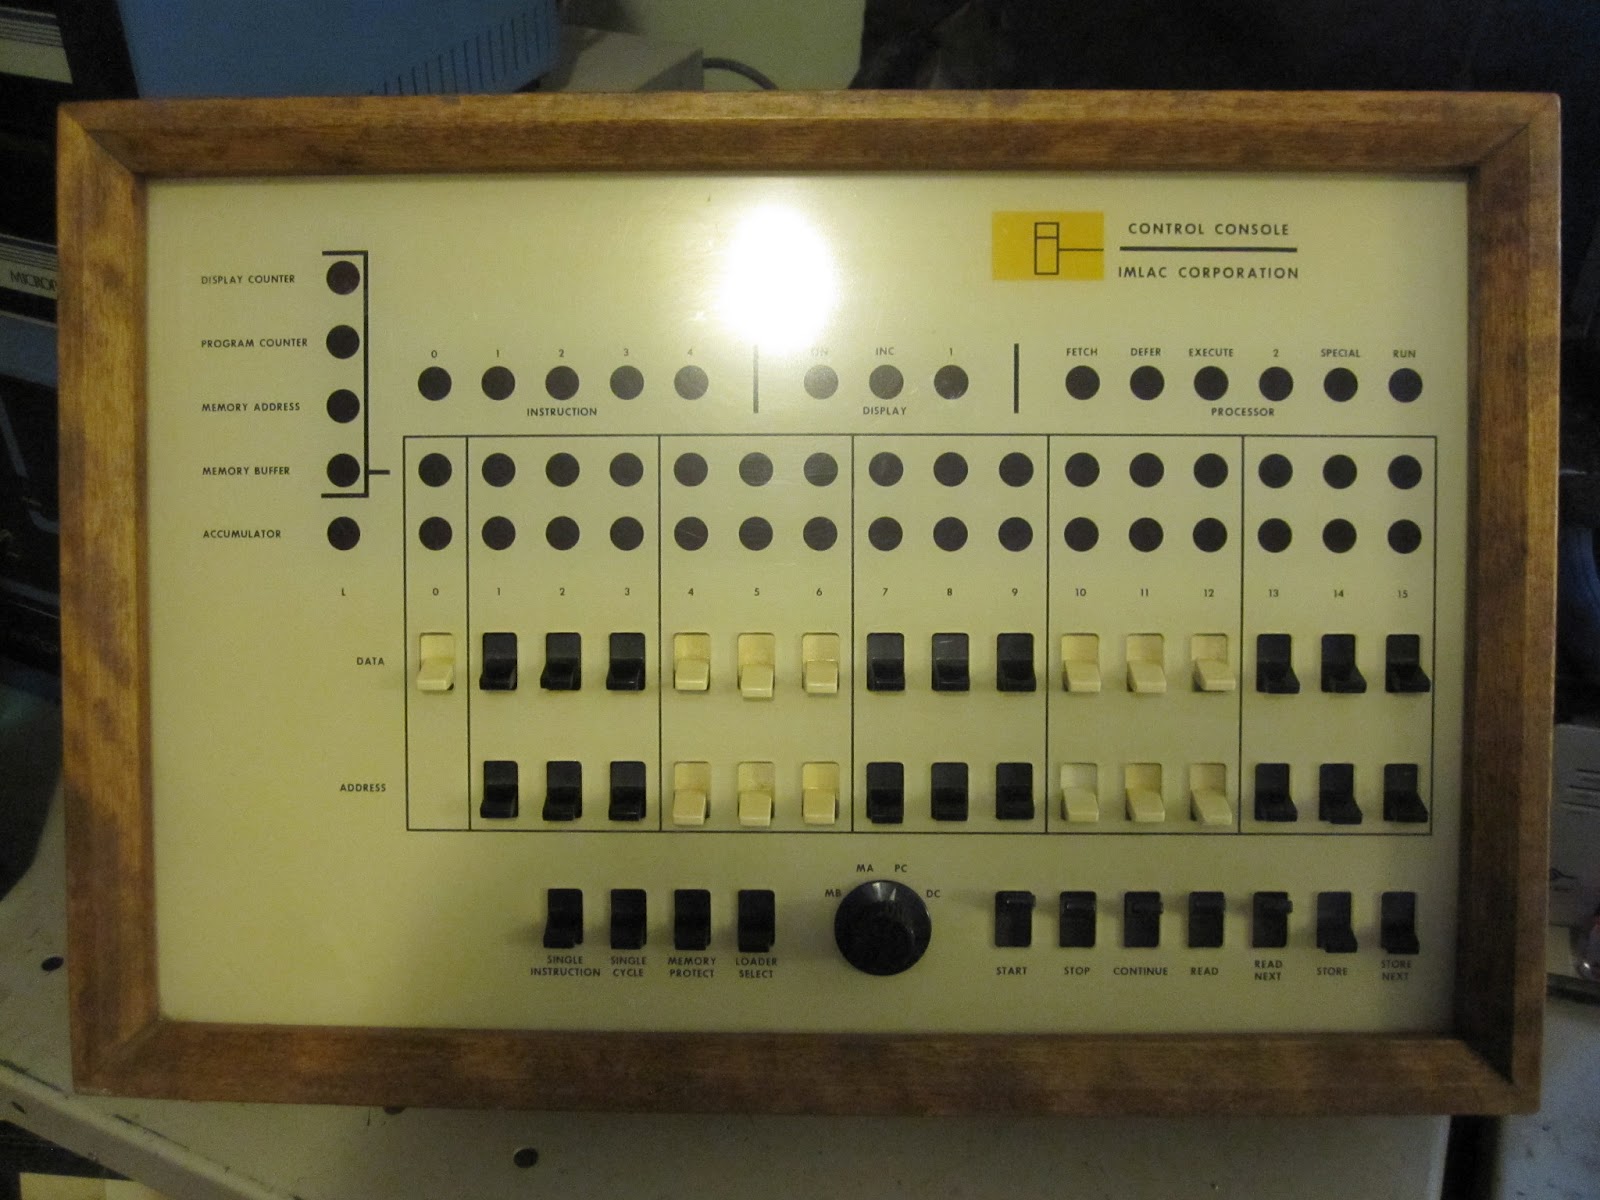 CONTROL CONSOLE
IMLAC CORPORATION
DISPLAY COUNTER
PROGRAM COUNTER
MEMORY ADDRESS
MEMORY BUFFER
ACCUMULATOR
0 1 2 3 4
INSTRUCTION
INC 1
DISPLAY
FETCH DEFER EXECUTE 2 SPECIAL RUN
PROCESSOR
L 0 1 2 3 4 5 6 7 8 9 10 11 12 13 14 15
DATA
ADDRESS
SINGLE INSTRUCTION
SINGLE CYCLE
MEMORY PROTECT
LOADER SELECT
MB MA PC DC
START
STOP
CONTINUE
READ
READ NEXT
STORE
STORE NEXT